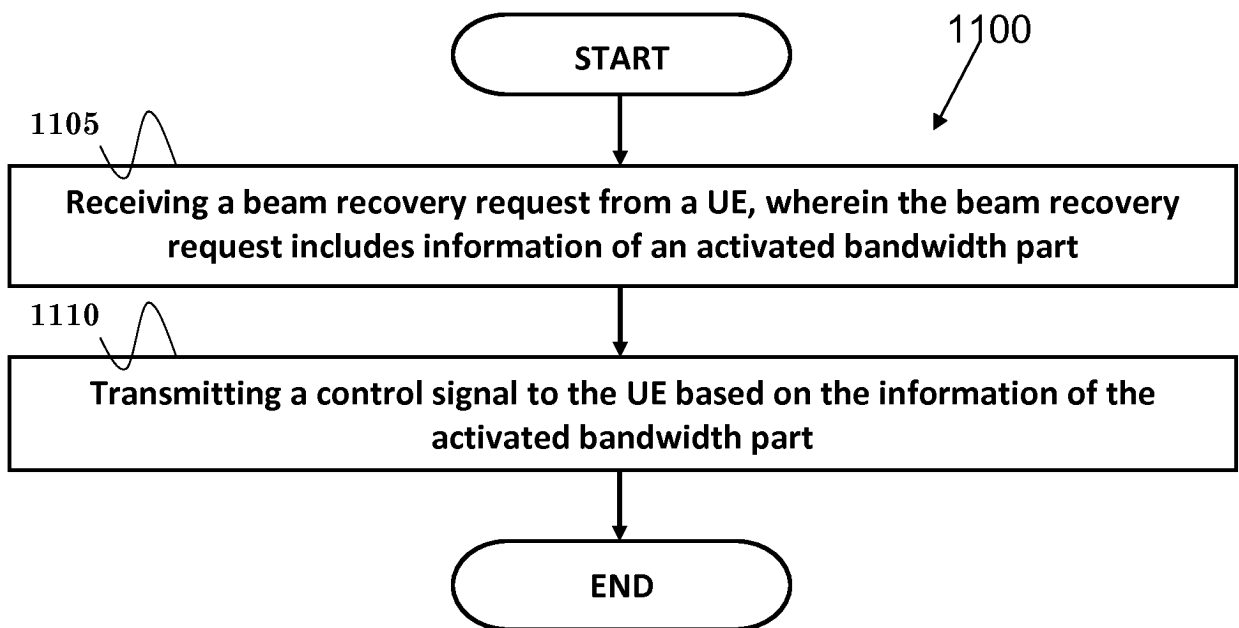 1100
START
1105
Receiving a beam recovery request from a UE, wherein the beam recovery
request includes information of an activated bandwidth part
1110
Transmitting a control signal to the UE based on the information of the
activated bandwidth part
END